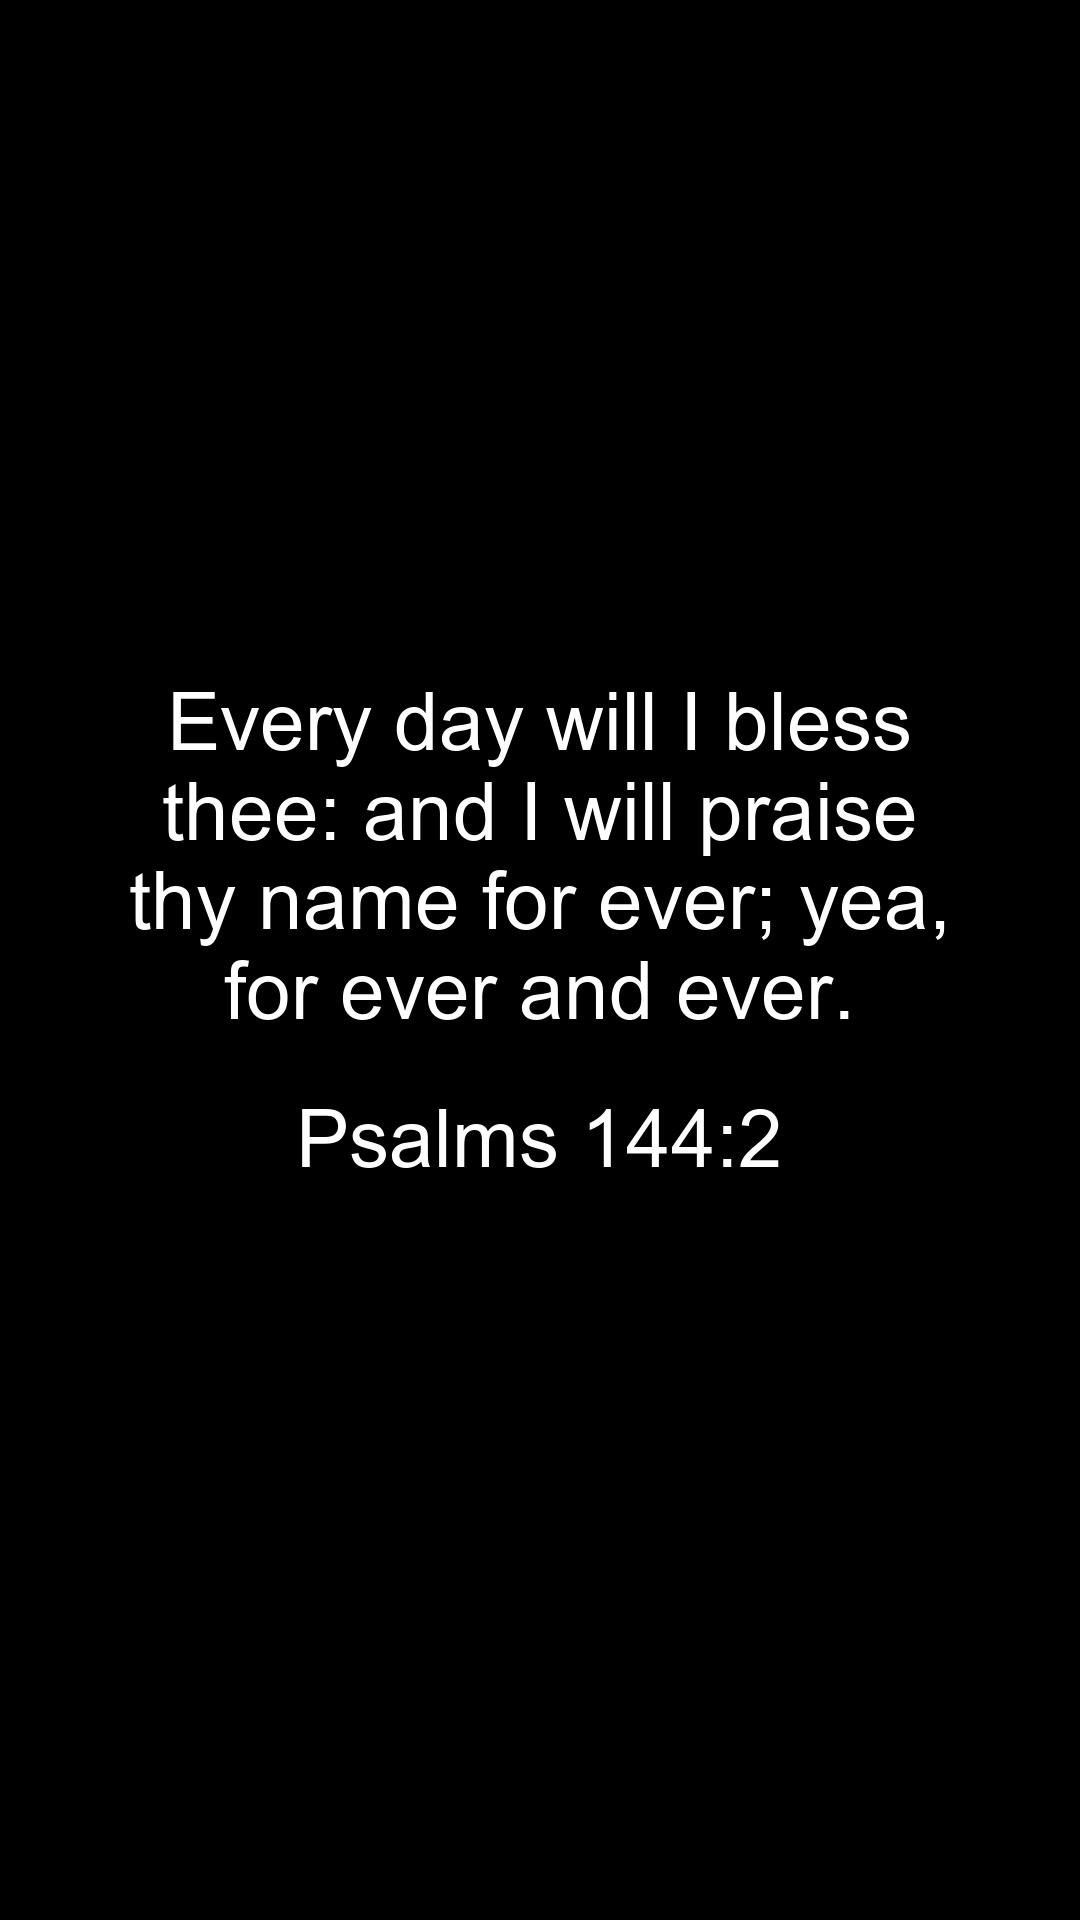 Every day will I bless
thee: and I will praise
thy name for ever; yea,
for ever and ever.
Psalms 144:2